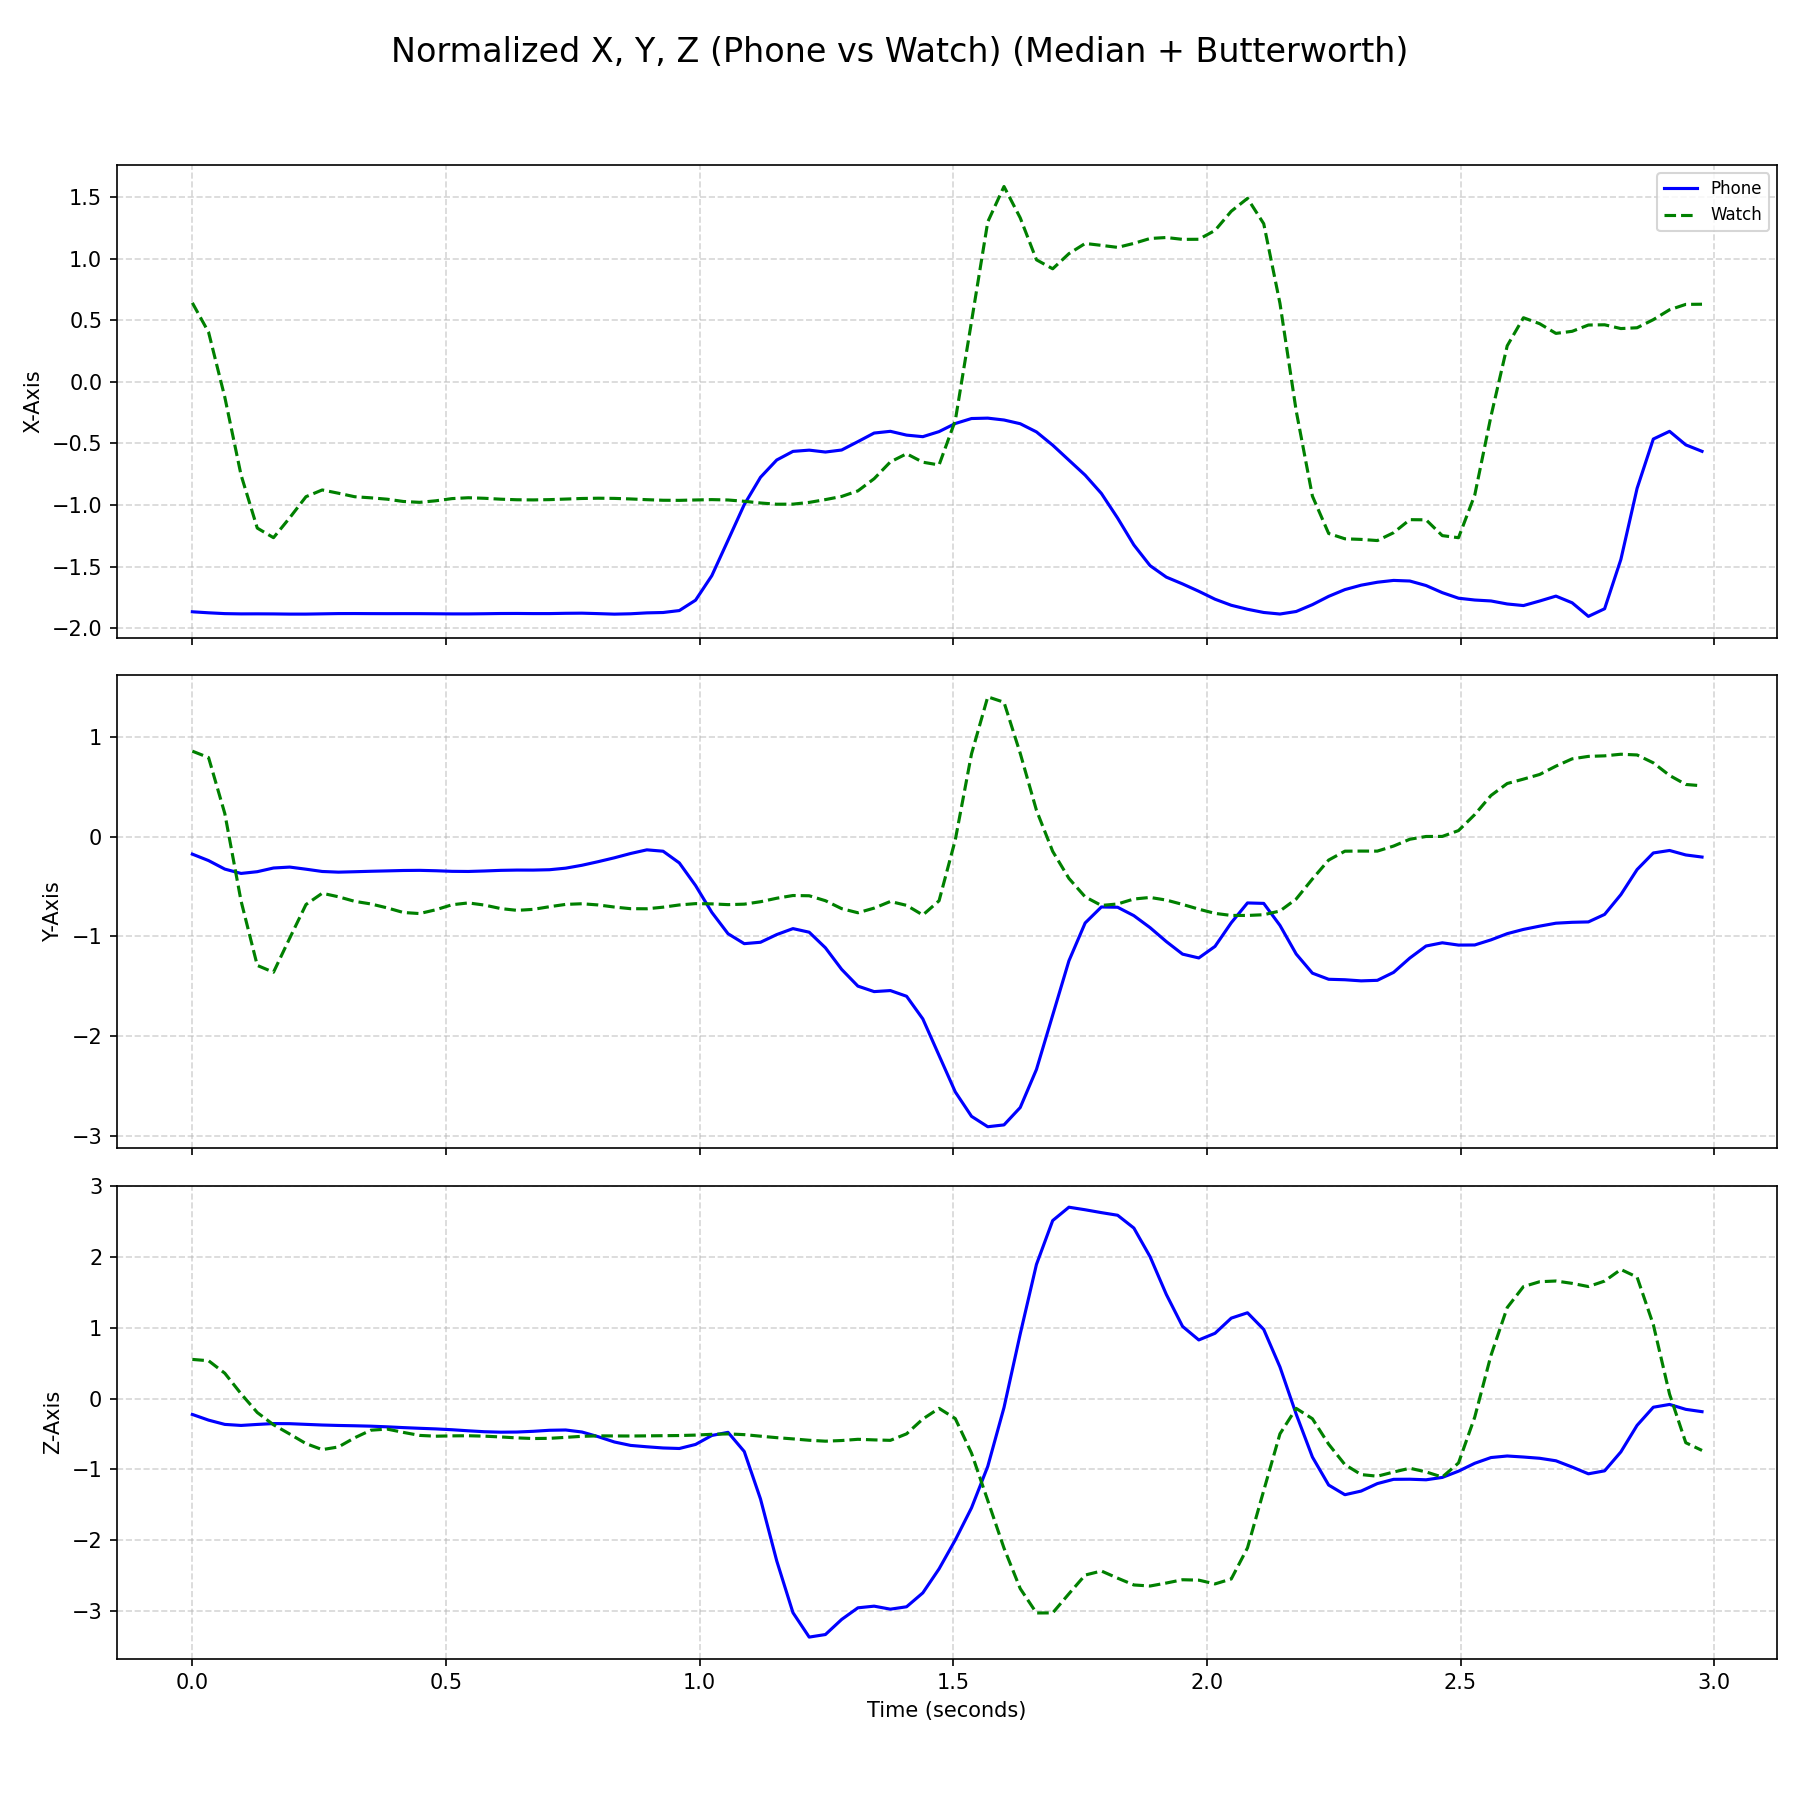 Normalized X, Y, Z (Phone vs Watch) (Median + Butterworth)
Phone
Watch
1.5
1.0
0.5
0.0
−0.5
−1.0
−1.5
−2.0
X-Axis
1
0
−1
−2
−3
Y-Axis
3
2
1
0
−1
−2
−3
Z-Axis
0.0 0.5 1.0 1.5 2.0 2.5 3.0
Time (seconds)